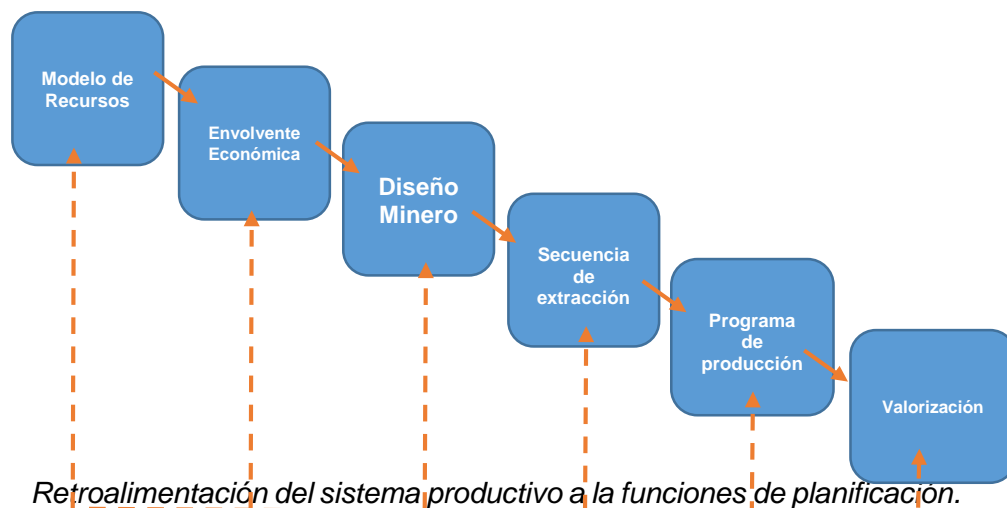 Modelo de
Recursos
Envolvente
Económica
Diseño
Minero
Secuencia
de
extracción
Programa
de
producción
Valorización
Retroalimentación del sistema productivo a la funciones de planificación.